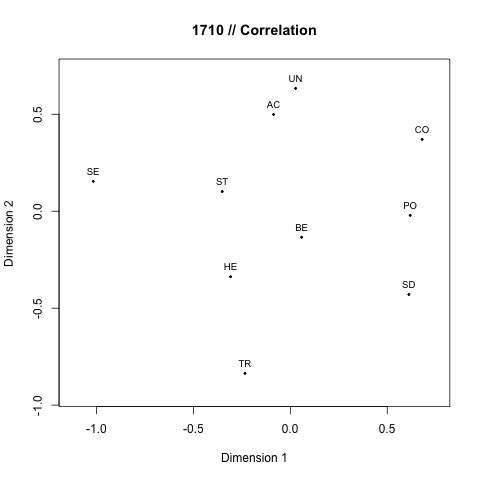 1710 // Correlation
UN
AC
CO
SE
ST
PO
BE
HE
SD
TR
Dimension 2
0.5
0.0
-0.5
-1.0
-1.0
-0.5
0.0
0.5
Dimension 1